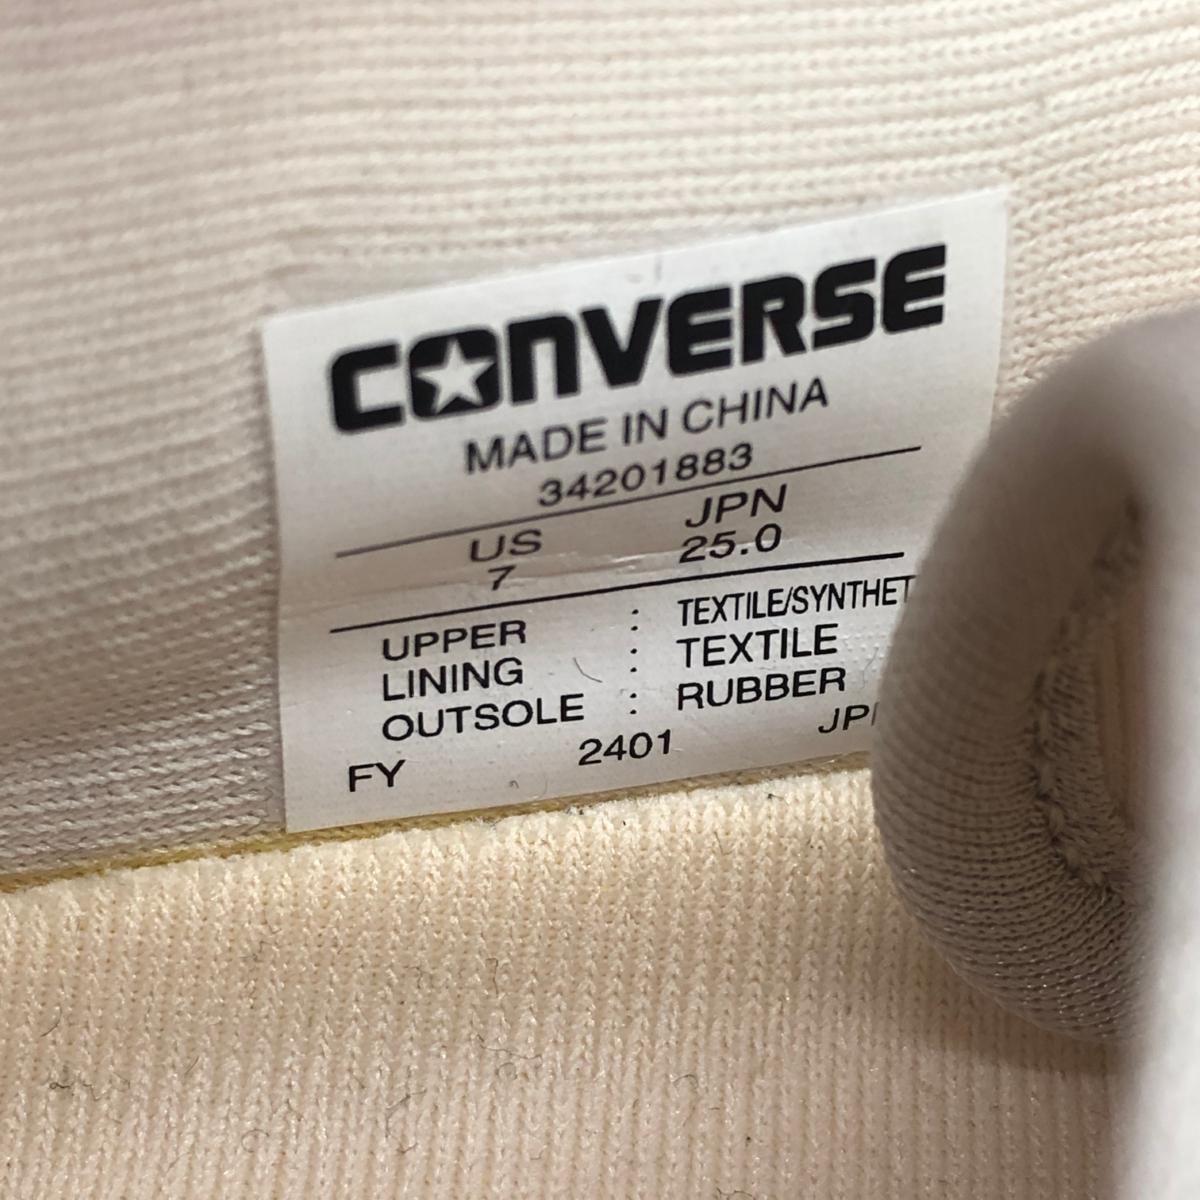 CONVERSE
MADE IN CHINA
34201883
US JPN
7 25.0
UPPER : TEXTILE/SYNTHET
LINING : TEXTILE
OUTSOLE : RUBBER
FY 2401 JP